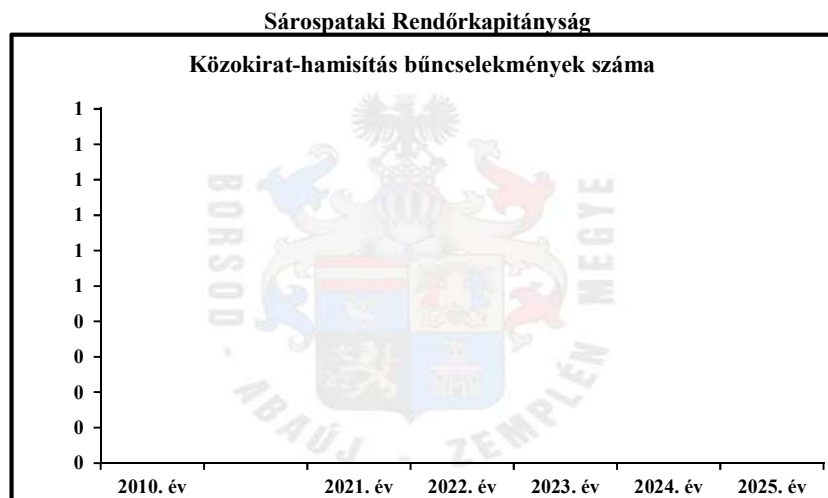 Sárospataki Rendőrkapitányság
Közokirat-hamisítás bűncselekmények száma
1
1
1
1
1
1
0
0
0
0
0
2010. év 2021. év 2022. év 2023. év 2024. év 2025. év
BORSOD - ABAÚJ - ZEMPLÉN MEGYE